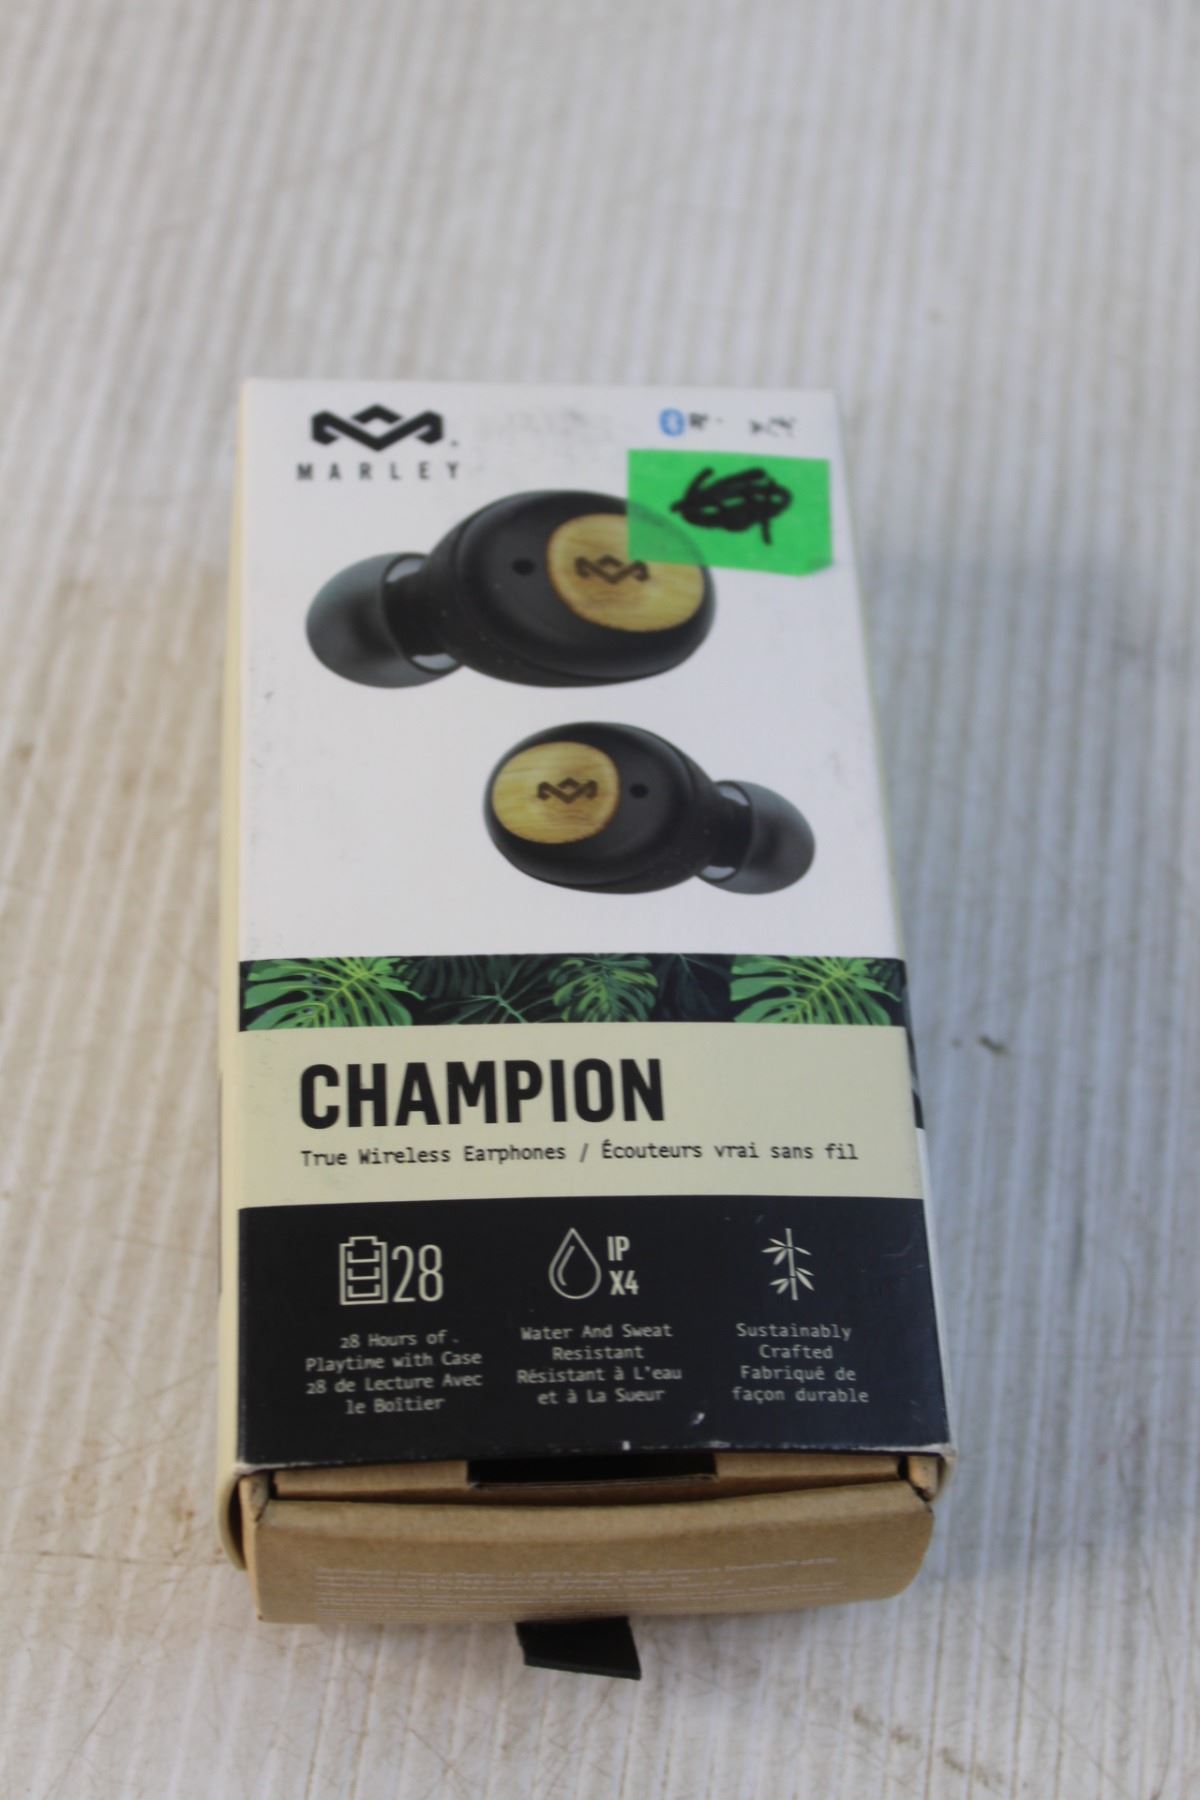 MARLEY
CHAMPION
True Wireless Earphones / Écouteurs vrai sans fil
28
28 Hours of
Playtime with Case
28 de Lecture Avec
le Boîtier
IP
X4
Water And Sweat
Resistant
Résistant à L'eau
et à La Sueur
Sustainably
Crafted
Fabriqué de
façon durable